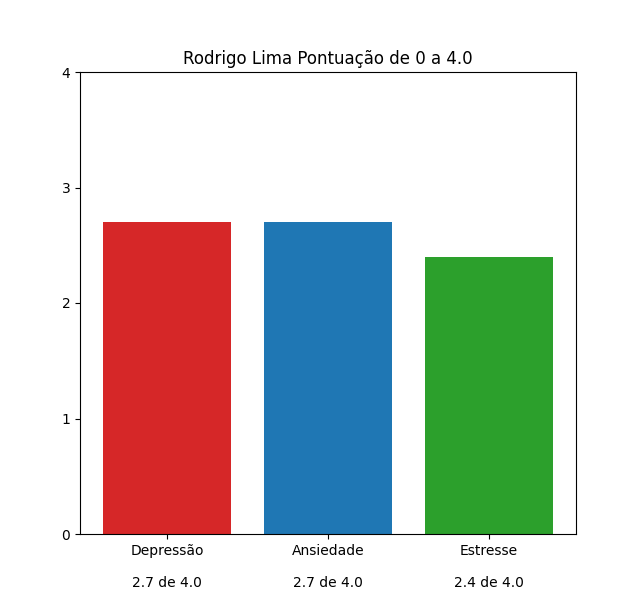 Rodrigo Lima Pontuação de 0 a 4.0
4
3
2
1
0
Depressão Ansiedade Estresse
2.7 de 4.0 2.7 de 4.0 2.4 de 4.0